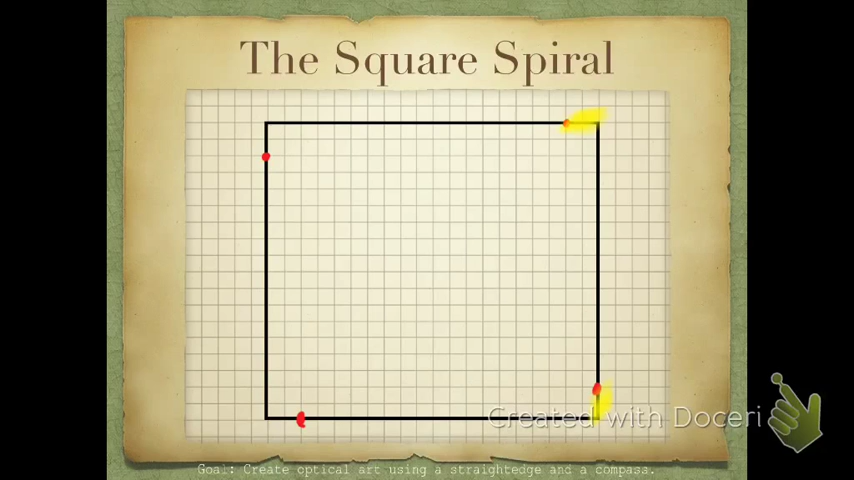 The Square Spiral
Created with Doceri
Goal: Create optical art using a straightedge and a compass.